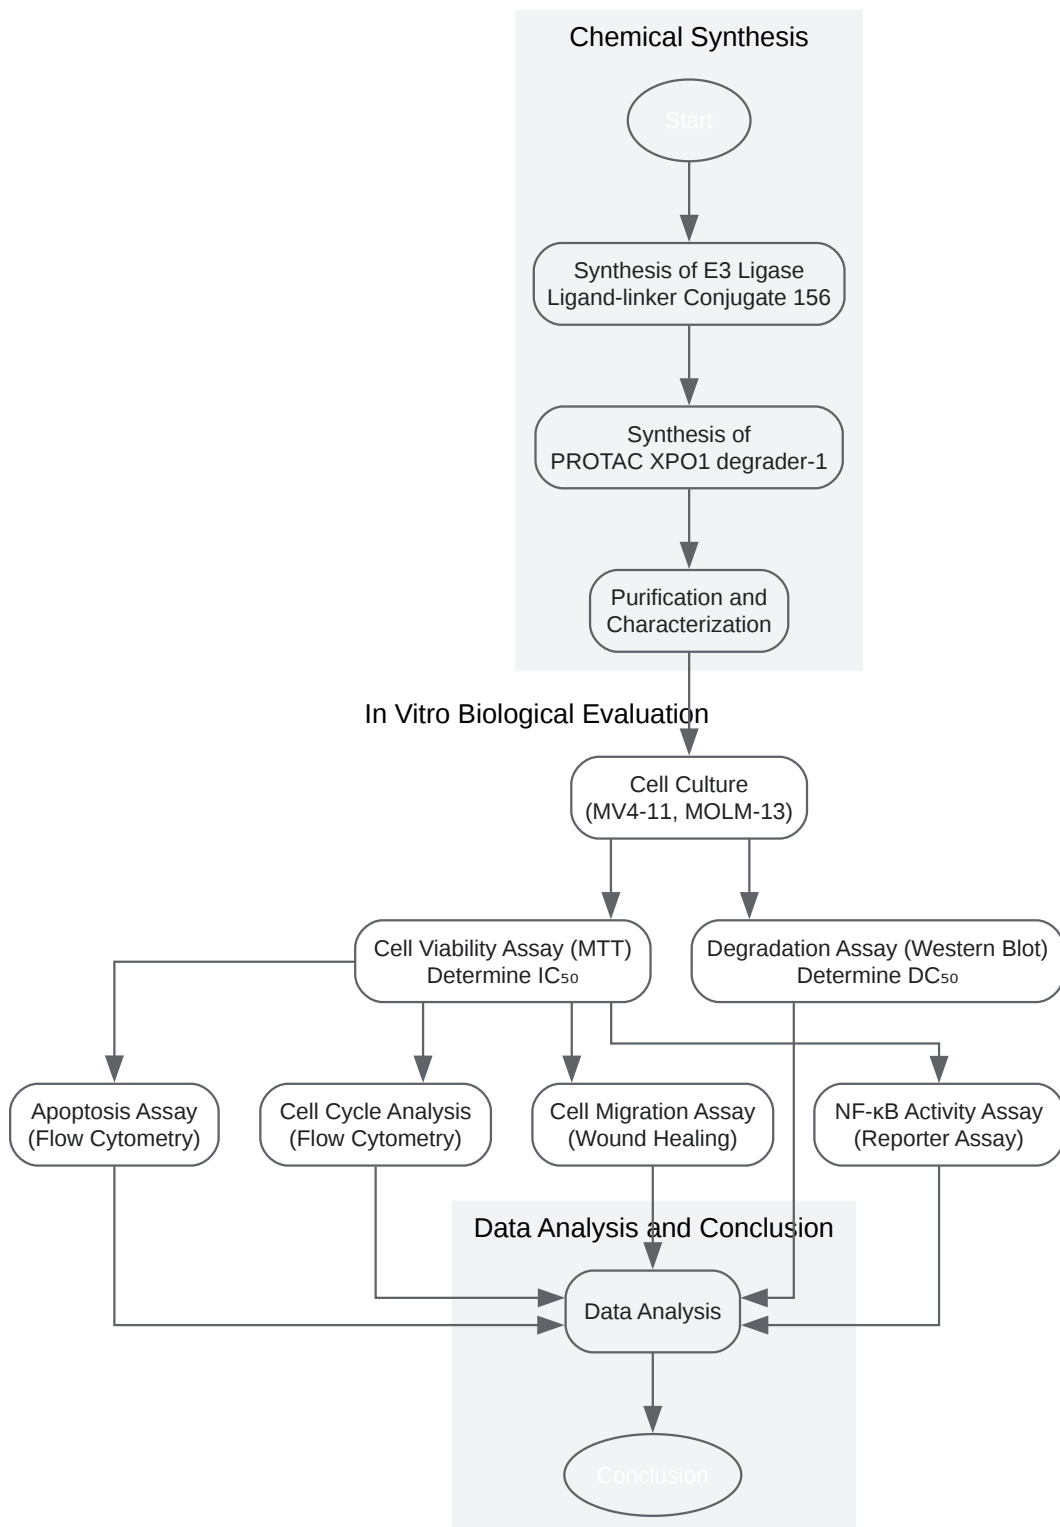 Chemical Synthesis
Start
Synthesis of E3 Ligase
Ligand-linker Conjugate 156
Synthesis of
PROTAC XPO1 degrader-1
Purification and
Characterization
In Vitro Biological Evaluation
Cell Culture
(MV4-11, MOLM-13)
Cell Viability Assay (MTT)
Determine IC₅₀
Degradation Assay (Western Blot)
Determine DC₅₀
Apoptosis Assay
(Flow Cytometry)
Cell Cycle Analysis
(Flow Cytometry)
Cell Migration Assay
(Wound Healing)
NF-κB Activity Assay
(Reporter Assay)
Data Analysis and Conclusion
Data Analysis
Conclusion